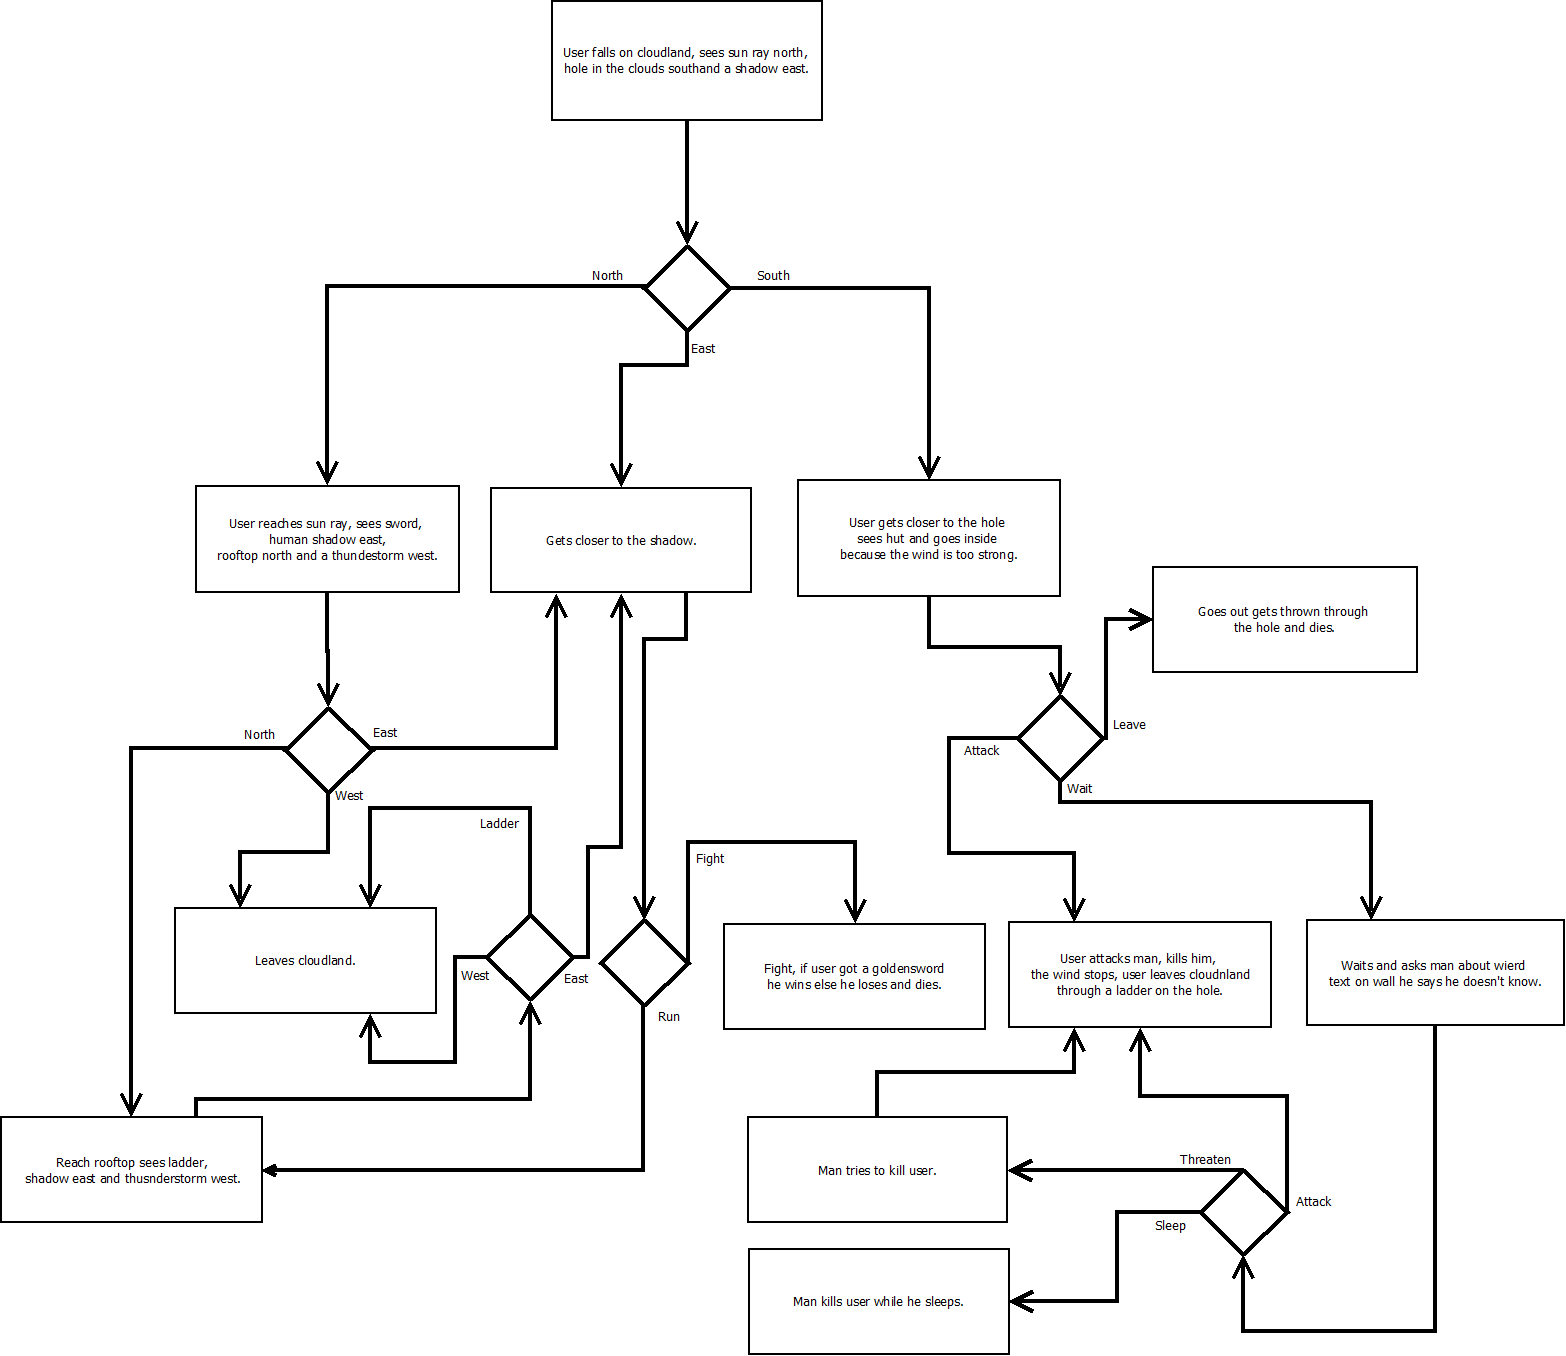 User falls on cloudland, sees sun ray north,
hole in the clouds southand a shadow east.
North
South
East
User reaches sun ray, sees sword,
human shadow east,
rooftop north and a thundestorm west.
Gets closer to the shadow.
User gets closer to the hole
sees hut and goes inside
because the wind is too strong.
Goes out gets thrown through
the hole and dies.
North
East
West
Leave
Attack
Wait
Ladder
Fight
Leaves cloudland.
West
East
Run
Fight, if user got a goldensword
he wins else he loses and dies.
User attacks man, kills him,
the wind stops, user leaves cloudnland
through a ladder on the hole.
Waits and asks man about wierd
text on wall he says he doesn't know.
Reach rooftop sees ladder,
shadow east and thusnderstorm west.
Man tries to kill user.
Threaten
Attack
Sleep
Man kills user while he sleeps.